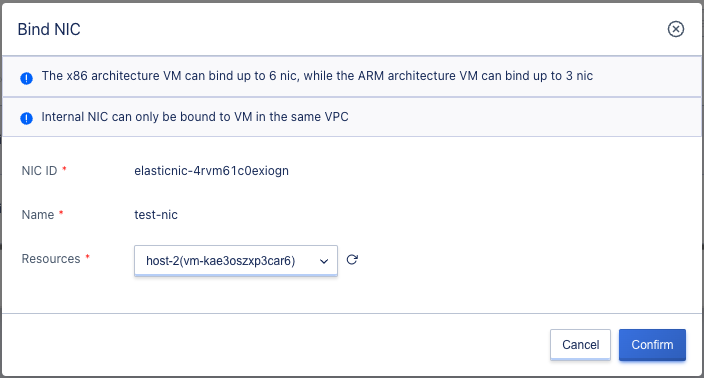 Bind NIC
The x86 architecture VM can bind up to 6 nic, while the ARM architecture VM can bind up to 3 nic
Internal NIC can only be bound to VM in the same VPC
NIC ID * elasticnic-4rvm61c0exiogn
Name * test-nic
Resources * host-2(vm-kae3oszxp3car6)
Cancel Confirm